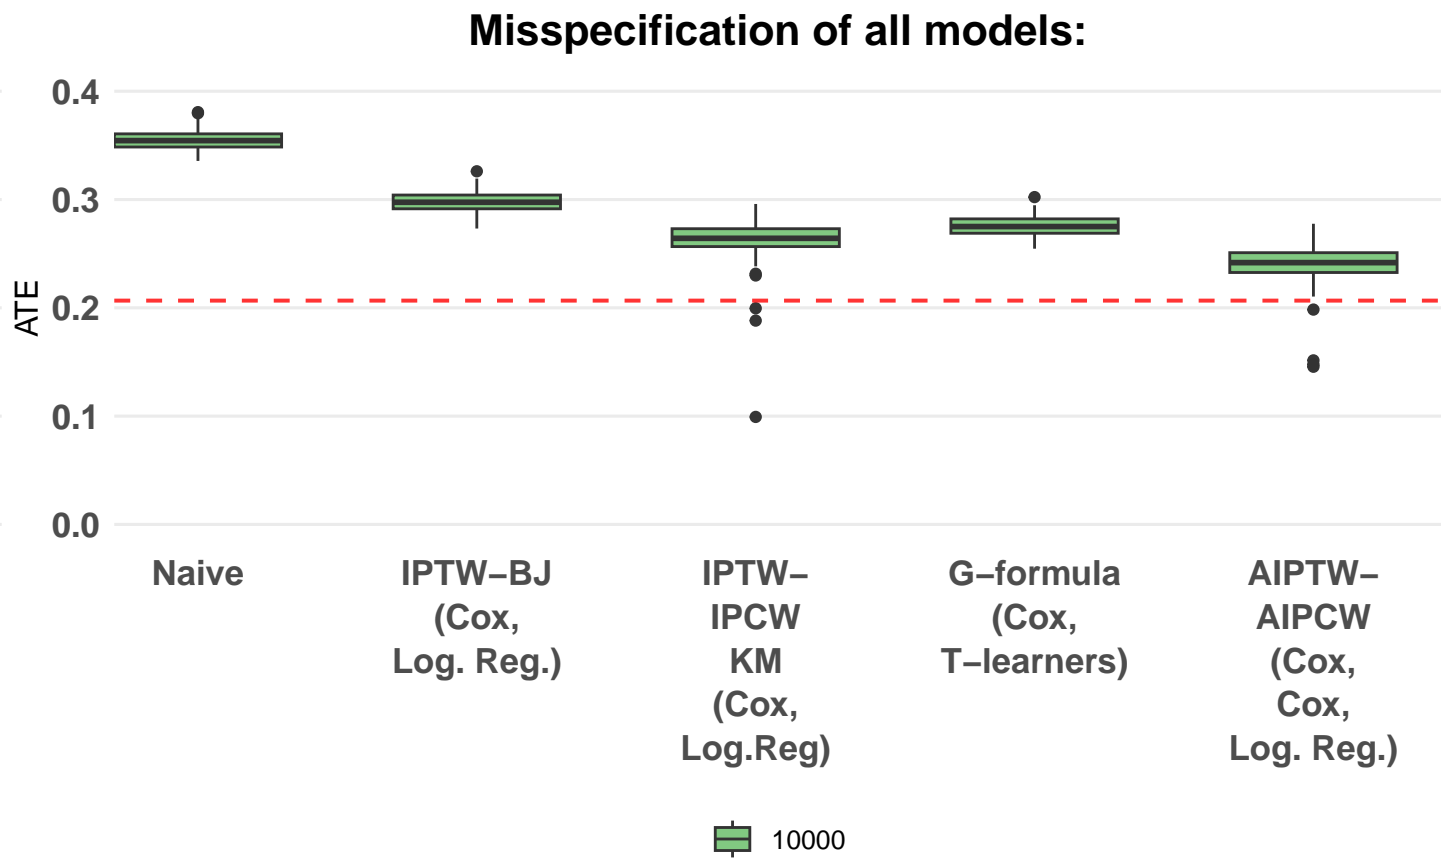 Misspecification of all models:
0.4
0.3
0.2
0.1
0.0
ATE
Naive
IPTW−BJ
(Cox,
Log. Reg.)
IPTW−
IPCW
KM
(Cox,
Log.Reg)
G−formula
(Cox,
T−learners)
AIPTW−
AIPCW
(Cox,
Cox,
Log. Reg.)
10000